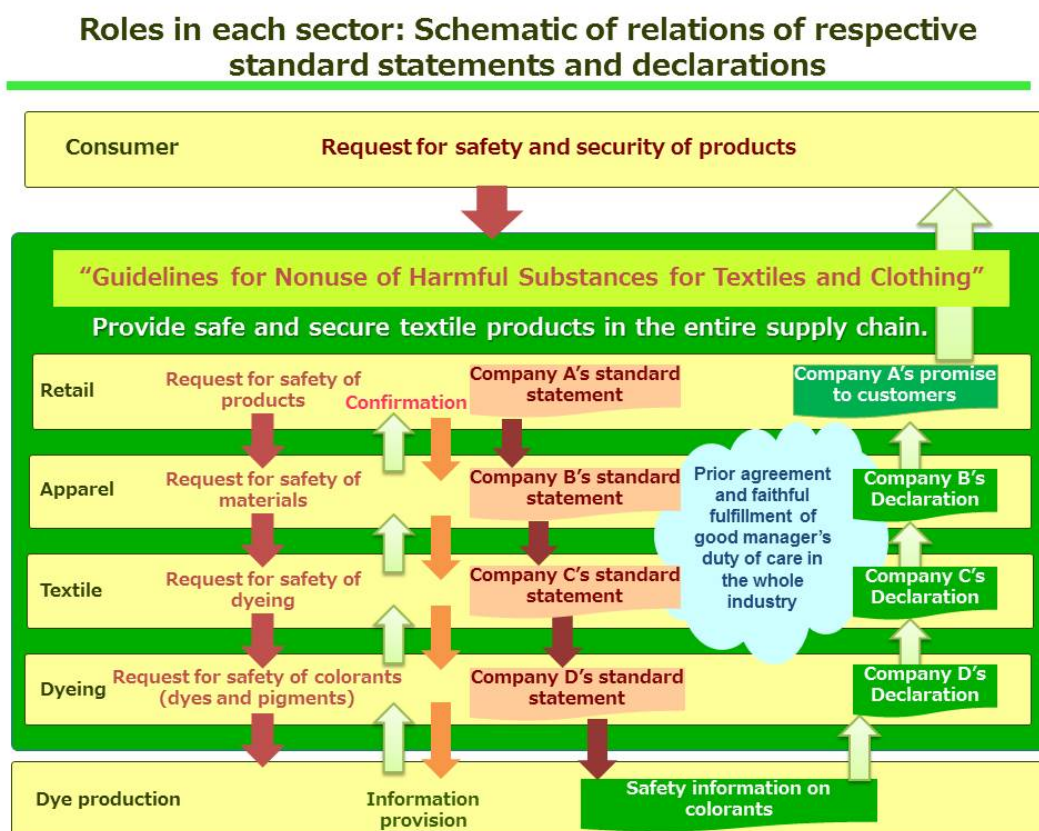 Roles in each sector: Schematic of relations of respective
standard statements and declarations
Consumer
Request for safety and security of products
“Guidelines for Nonuse of Harmful Substances for Textiles and Clothing”
Provide safe and secure textile products in the entire supply chain.
Retail
Request for safety of
products
Confirmation
Company A’s standard
statement
Company A’s promise
to customers
Apparel
Request for safety of
materials
Company B’s standard
statement
Prior agreement
and faithful
fulfillment of
good manager’s
duty of care in
the whole
industry
Company B’s
Declaration
Textile
Request for safety of
dyeing
Company C’s standard
statement
Company C’s
Declaration
Dyeing
Request for safety of colorants
(dyes and pigments)
Company D’s standard
statement
Company D’s
Declaration
Dye production
Information
provision
Safety information on
colorants